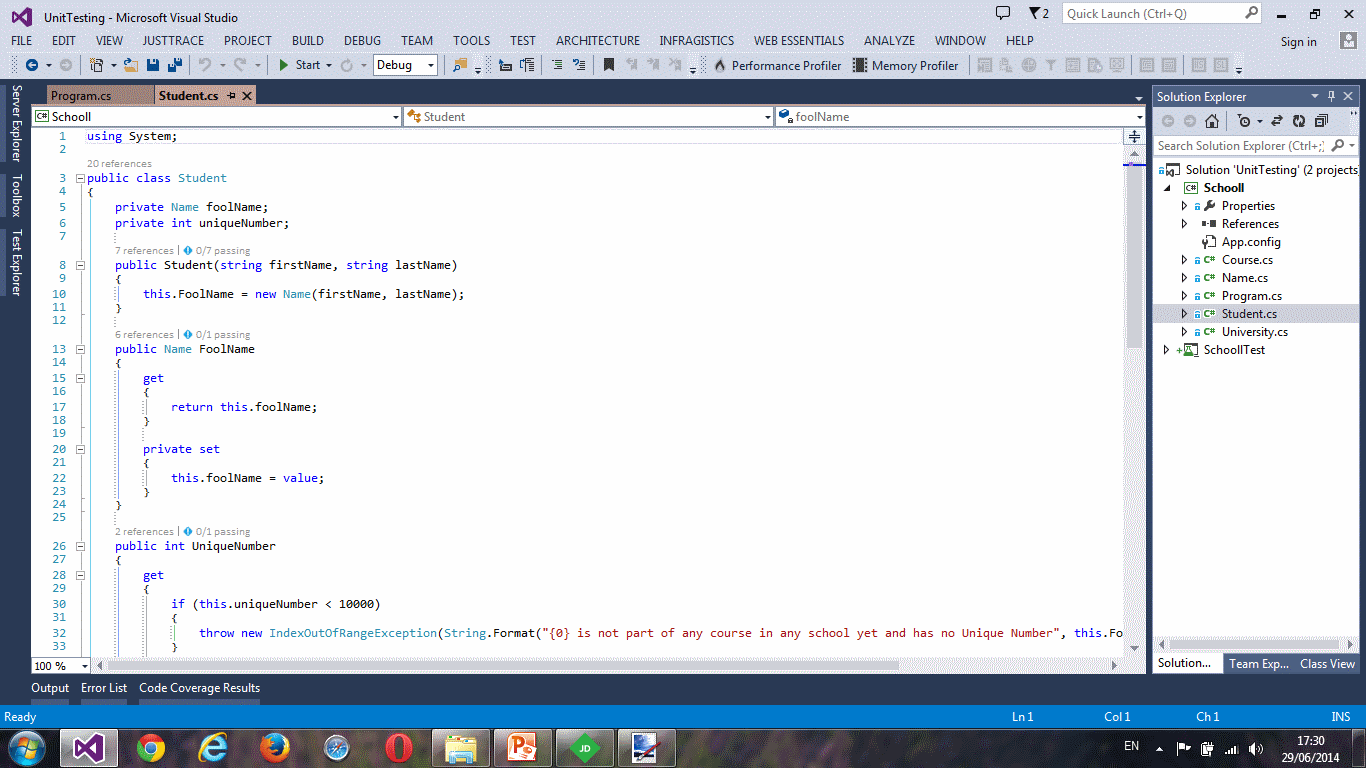 UnitTesting - Microsoft Visual Studio
2
Quick Launch (Ctrl+Q)
FILE EDIT VIEW JUSTTRACE PROJECT BUILD DEBUG TEAM TOOLS TEST ARCHITECTURE INFRAGISTICS WEB ESSENTIALS ANALYZE WINDOW HELP
Sign in
Start Debug Performance Profiler Memory Profiler
Server Explorer
Toolbox
Test Explorer
Program.cs Student.cs
C# Schooll Student foolName
1 using System;
2
20 references
3 public class Student
4 {
5 private Name foolName;
6 private int uniqueNumber;
7
7 references | 0/7 passing
8 public Student(string firstName, string lastName)
9 {
10 this.FoolName = new Name(firstName, lastName);
11 }
12
6 references | 0/1 passing
13 public Name FoolName
14 {
15 get
16 {
17 return this.foolName;
18 }
19
20 private set
21 {
22 this.foolName = value;
23 }
24 }
25
2 references | 0/1 passing
26 public int UniqueNumber
27 {
28 get
29 {
30 if (this.uniqueNumber < 10000)
31 {
32 throw new IndexOutOfRangeException(String.Format("{0} is not part of any course in any school yet and has no Unique Number", this.Fo
33 }
100 %
Solution Explorer
Search Solution Explorer (Ctrl+;)
Solution 'UnitTesting' (2 projects
C# Schooll
Properties
References
App.config
C# Course.cs
C# Name.cs
C# Program.cs
C# Student.cs
C# University.cs
SchoollTest
Solution... Team Exp... Class View
Output Error List Code Coverage Results
Ready Ln 1 Col 1 Ch 1 INS
JD
EN
17:30
29/06/2014